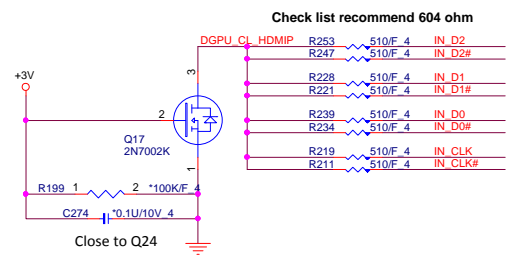 Check list recommend 604 ohm
DGPU_CL_HDMIP R253 510/F_4 IN_D2
R247 510/F_4 IN_D2#
+3V
3
R228 510/F_4 IN_D1
R221 510/F_4 IN_D1#
2
R239 510/F_4 IN_D0
Q17
R234 510/F_4 IN_D0#
2N7002K
R219 510/F_4 IN_CLK
1
R211 510/F_4 IN_CLK#
R199 1 2 *100K/F_4
C274 *0.1U/10V_4
Close to Q24